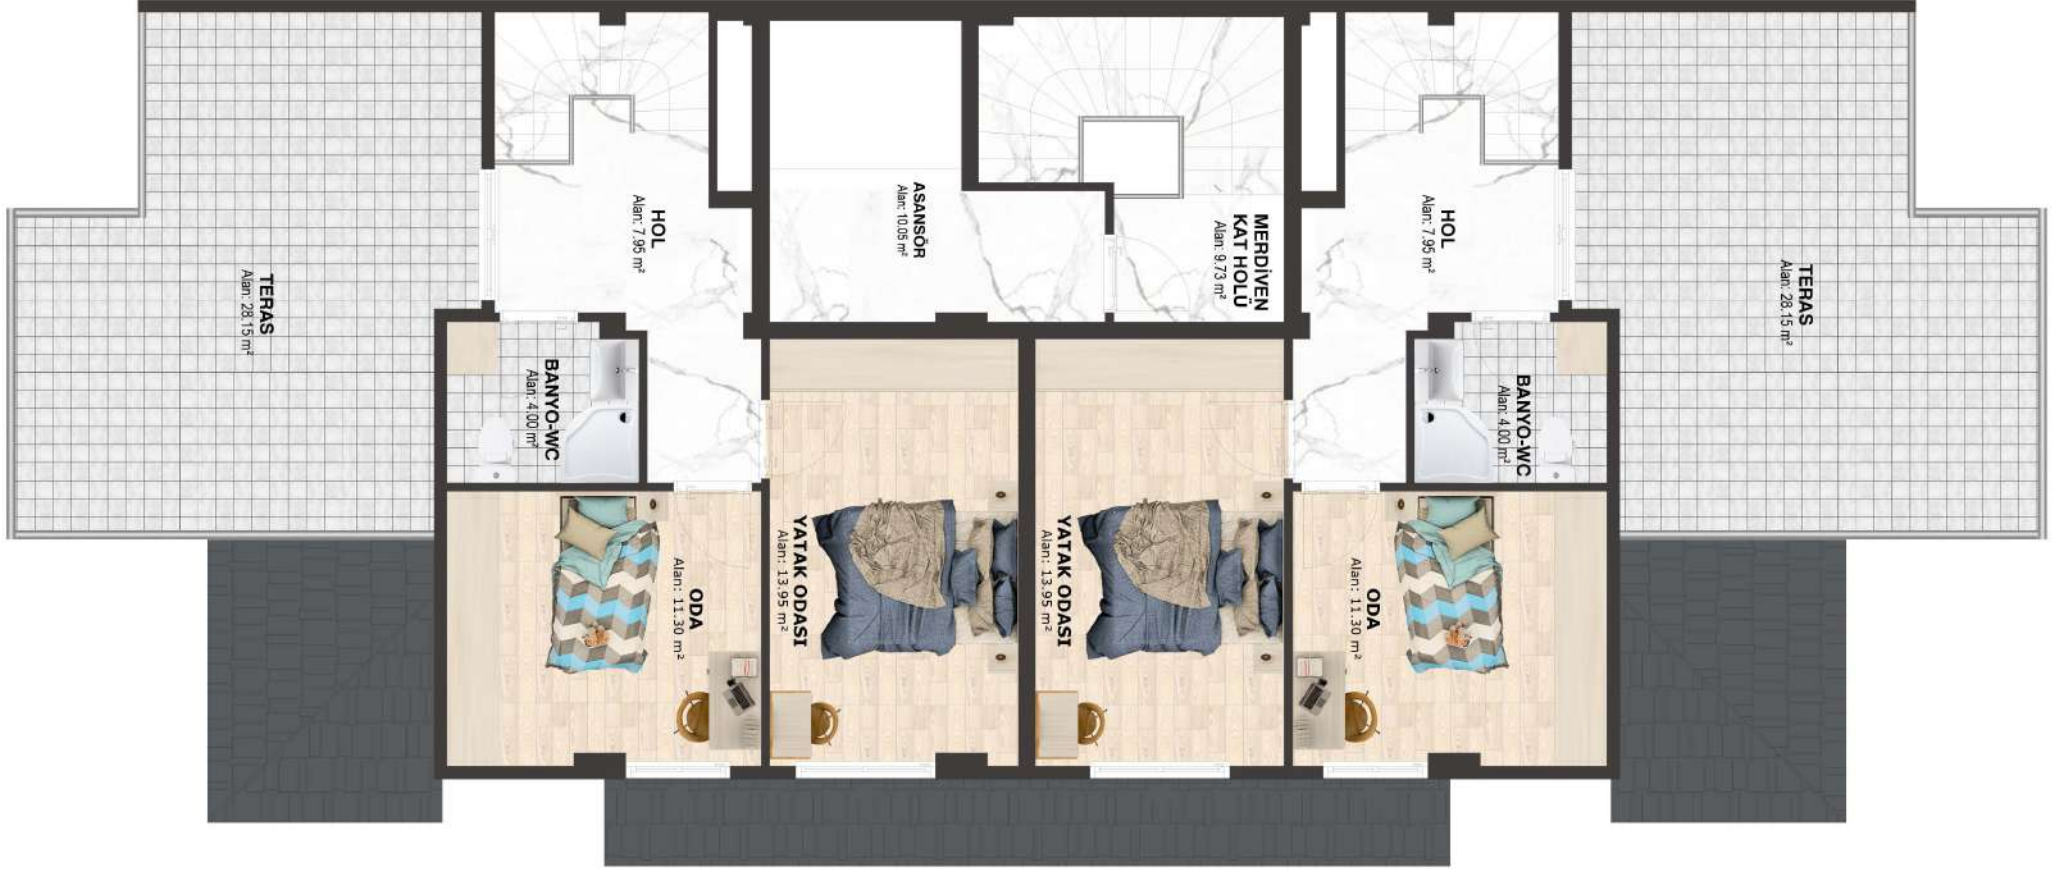 TERAS
Alan: 28.15 m²
HOL
Alan: 7.95 m²
ASANSÖR
Alan: 10.05 m²
MERDİVEN
KAT HOLÜ
Alan: 9.73 m²
HOL
Alan: 7.95 m²
TERAS
Alan: 28.15 m²
BANYO-WC
Alan: 4.00 m²
BANYO-WC
Alan: 4.00 m²
ODA
Alan: 11.30 m²
YATAK ODASI
Alan: 13.95 m²
YATAK ODASI
Alan: 13.95 m²
ODA
Alan: 11.30 m²